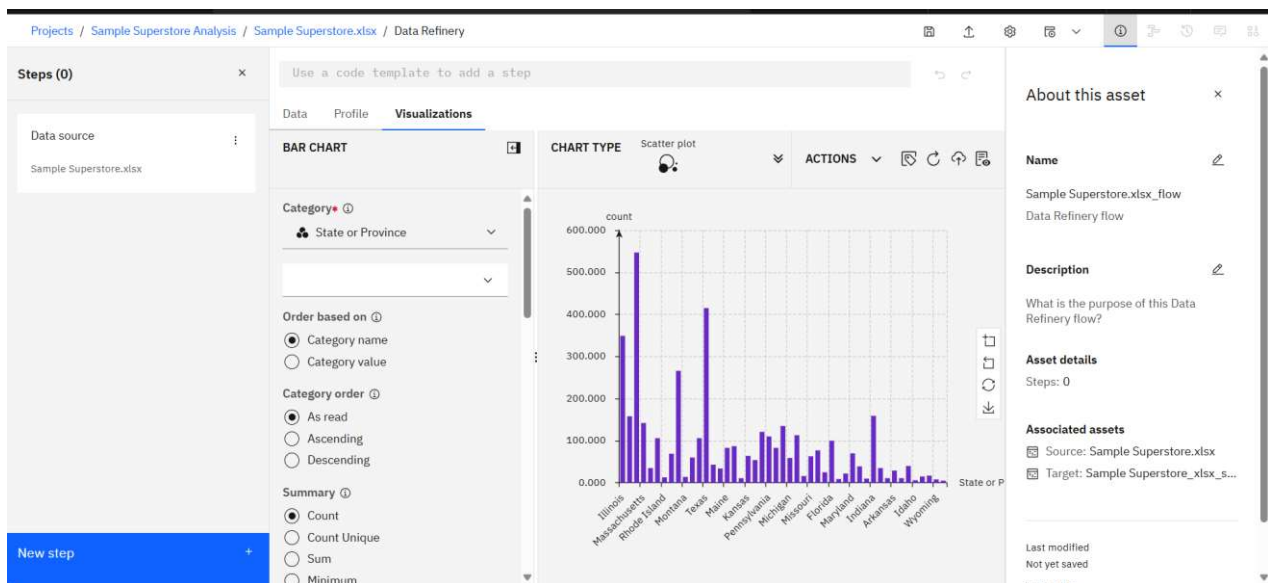 Projects / Sample Superstore Analysis / Sample Superstore.xlsx / Data Refinery
Steps (0)
Data source
Sample Superstore.xlsx
New step +
Use a code template to add a step
Data Profile Visualizations
BAR CHART
Category•
State or Province
Order based on
Category name
Category value
Category order
As read
Ascending
Descending
Summary
Count
Count Unique
Sum
Minimum
CHART TYPE
Scatter plot
ACTIONS
count
600.000
500.000
400.000
300.000
200.000
100.000
0.000
State or P
Illinois
Massachusetts
Rhode Island
Montana
Texas
Maine
Kansas
Pennsylvania
Michigan
Missouri
Florida
Maryland
Indiana
Arkansas
Idaho
Wyoming
About this asset
Name
Sample Superstore.xlsx_flow
Data Refinery flow
Description
What is the purpose of this Data
Refinery flow?
Asset details
Steps: 0
Associated assets
Source: Sample Superstore.xlsx
Target: Sample Superstore_xlsx_s...
Last modified
Not yet saved